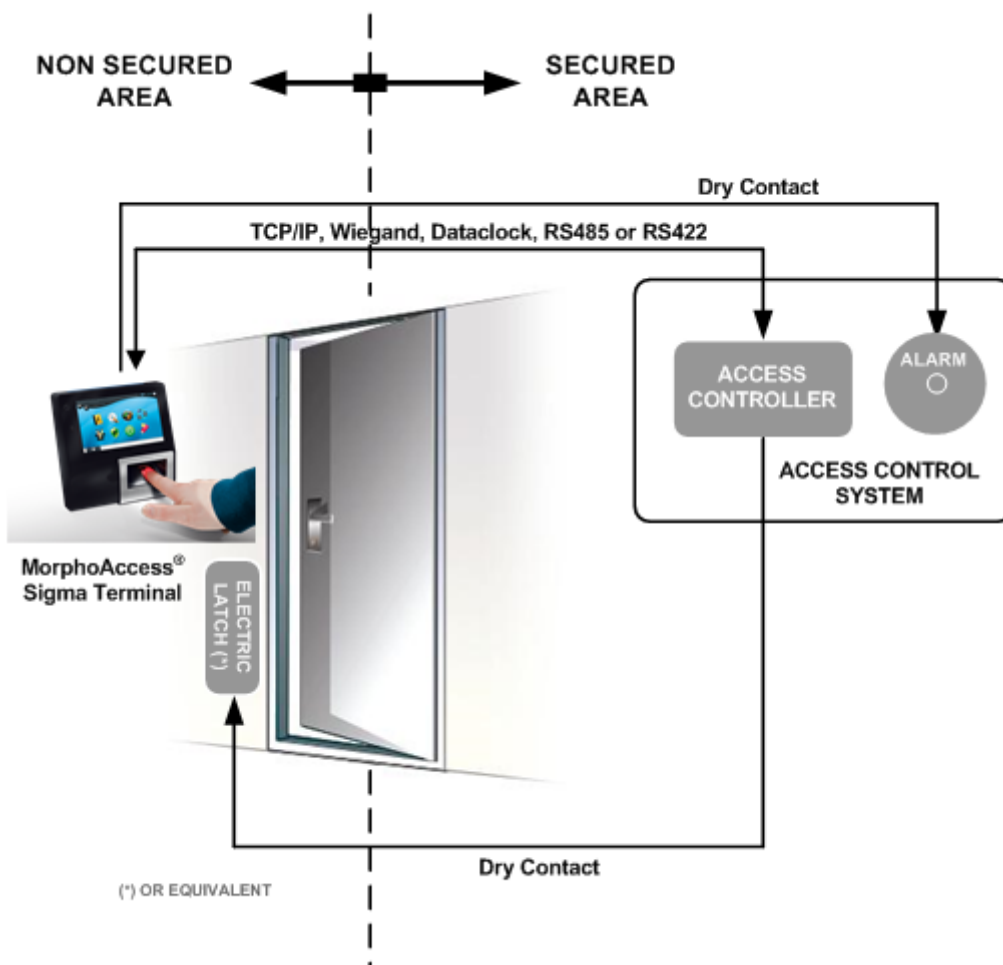 NON SECURED
AREA
SECURED
AREA
Dry Contact
TCP/IP, Wiegand, Dataclock, RS485 or RS422
ACCESS
CONTROLLER
ALARM
ACCESS CONTROL
SYSTEM
MorphoAccess®
Sigma Terminal
ELECTRIC
LATCH (*)
Dry Contact
(*) OR EQUIVALENT